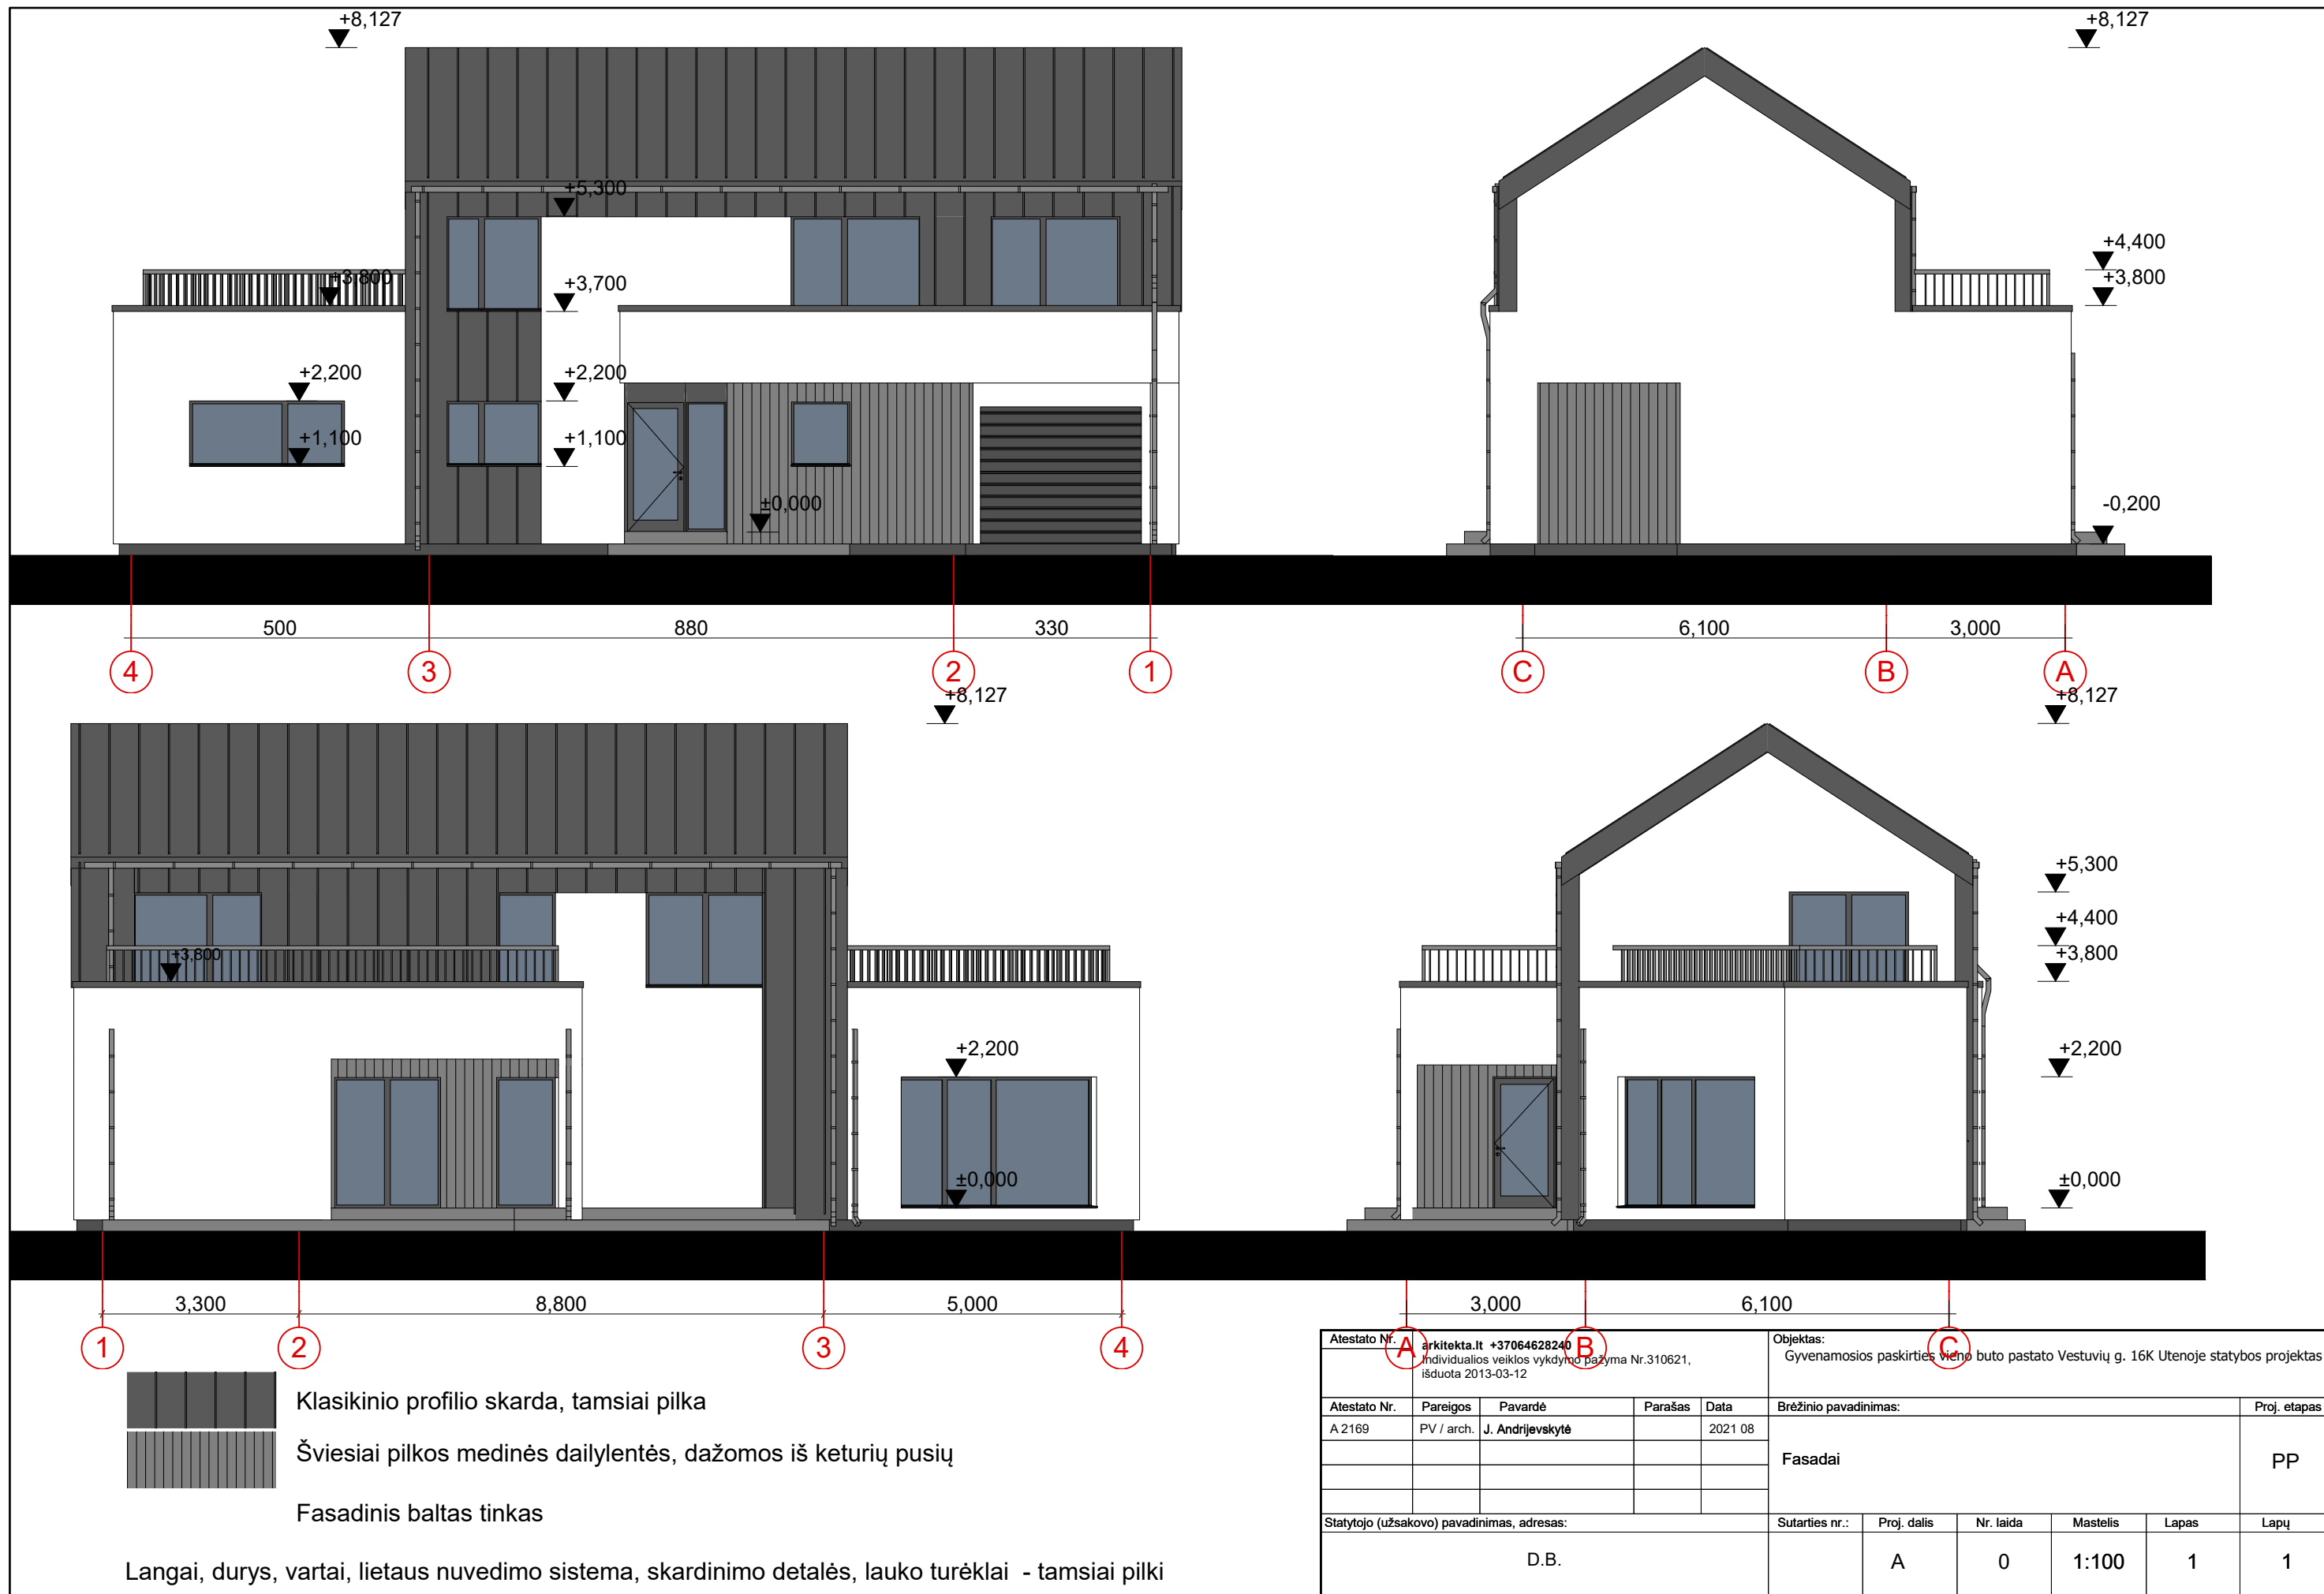 +8,127
+5,300
+3,800
+3,700
+2,200
+2,200
+1,100
+1,100
±0,000
500 880 330
4 3 2 1
+8,127
+4,400
+3,800
-0,200
6,100 3,000
C B A
+8,127
+3,800
+2,200
±0,000
3,300 8,800 5,000
1 2 3 4
+8,127
+5,300
+4,400
+3,800
+2,200
±0,000
3,000 6,100
A B C
Klasikinio profilio skarda, tamsiai pilka
Šviesiai pilkos medinės dailylentės, dažomos iš keturių pusių
Fasadinis baltas tinkas
Langai, durys, vartai, lietaus nuvedimo sistema, skardinimo detalės, lauko turėklai - tamsiai pilki
Atestato Nr.
arkitekta.lt +37064628240
Individualios veiklos vykdymo pažyma Nr.310621,
išduota 2013-03-12
Objektas:
Gyvenamosios paskirties vieno buto pastato Vestuvių g. 16K Utenoje statybos projektas
Atestato Nr. Pareigos Pavardė Parašas Data
A 2169 PV / arch. J. Andrijevskytė 2021 08
Brėžinio pavadinimas: Proj. etapas
Fasadai PP
Statytojo (užsakovo) pavadinimas, adresas:
D.B.
Sutarties nr.: Proj. dalis Nr. laida Mastelis Lapas Lapų
A 0 1:100 1 1